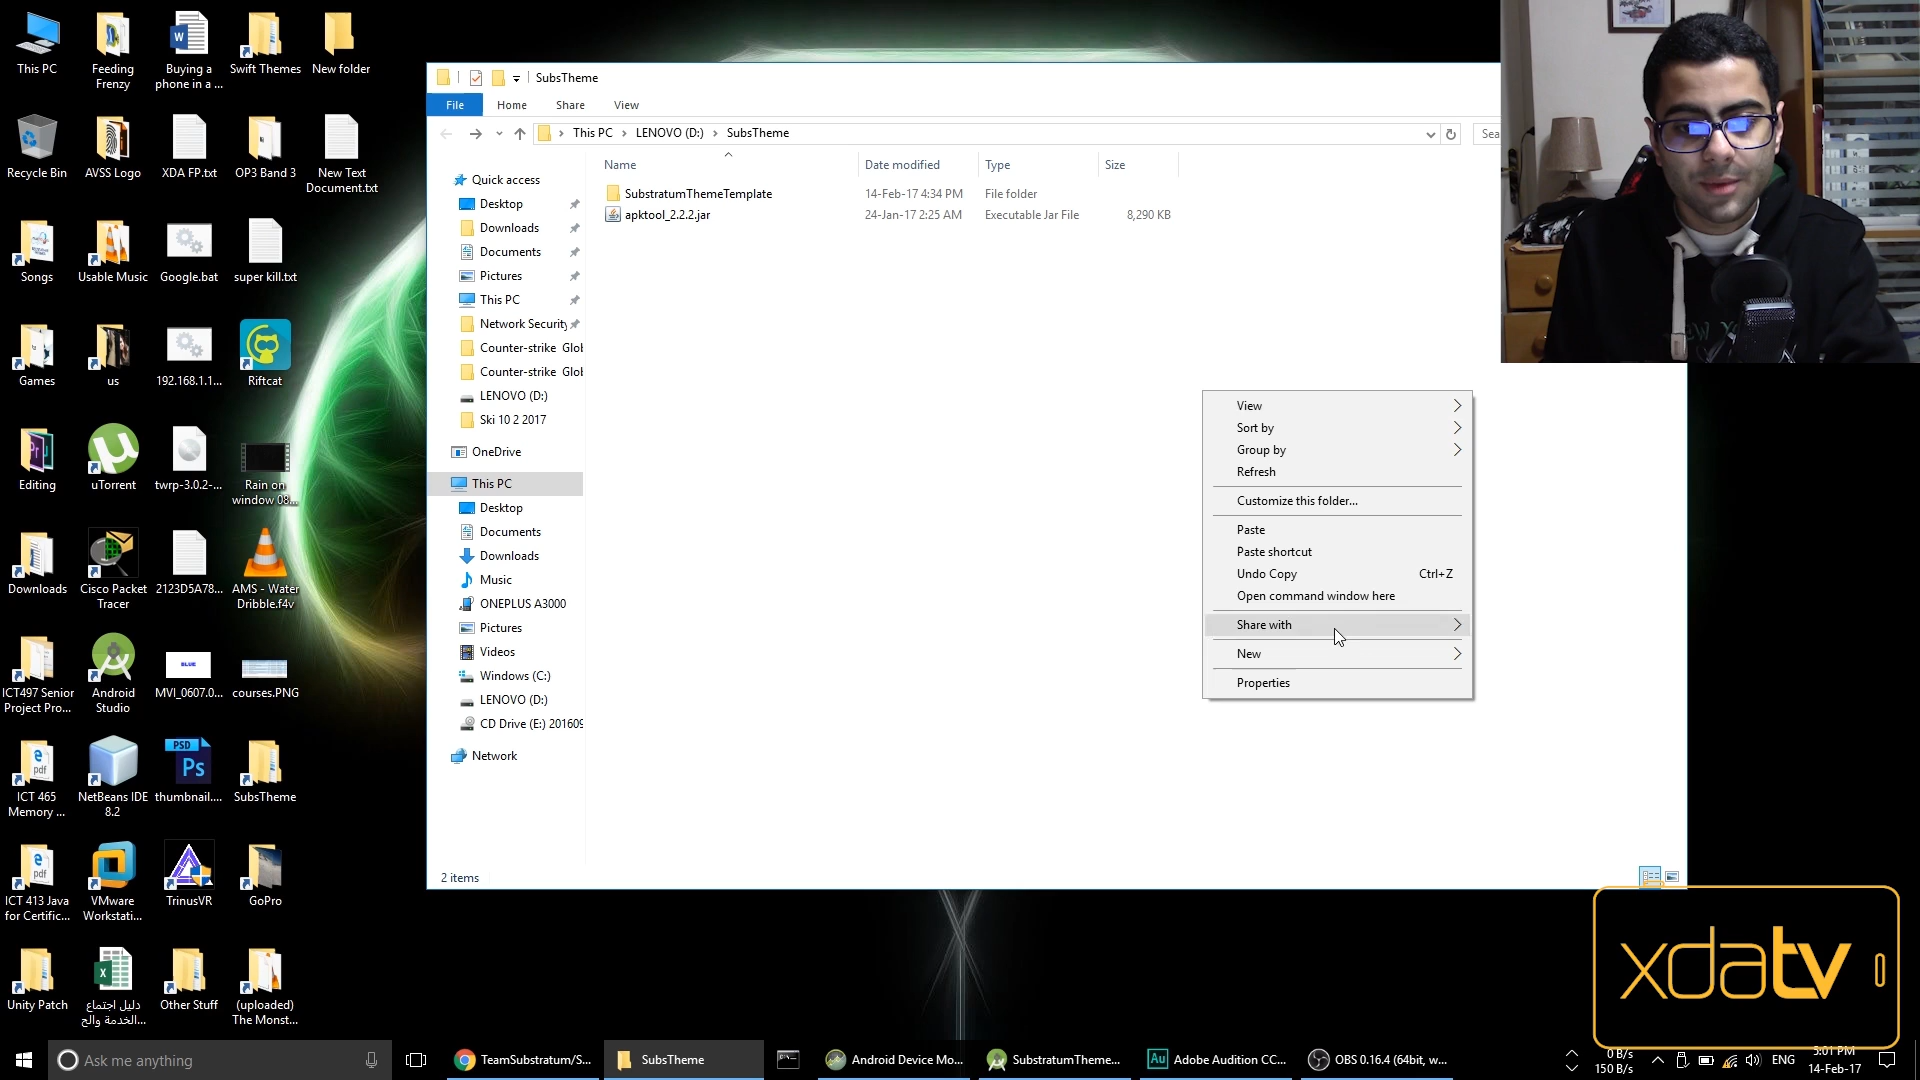 This PC
Feeding
Frenzy
Buying a
phone in a ...
Swift Themes
New folder
Recycle Bin
AVSS Logo
XDA FP.txt
OP3 Band 3
New Text
Document.txt
Songs
Usable Music
Google.bat
super kill.txt
Games
us
192.168.1.1...
Riftcat
Editing
uTorrent
twrp-3.0.2-...
Rain on
window 08...
Downloads
Cisco Packet
Tracer
2123D5A78...
AMS - Water
Dribble.f4v
ICT497 Senior
Project Pro...
Android
Studio
MVI_0607.0...
courses.PNG
ICT 465
Memory ...
NetBeans IDE
8.2
thumbnail....
SubsTheme
ICT 413 Java
for Certific...
VMware
Workstati...
TrinusVR
GoPro
Unity Patch
دليل اجتماع
الخدمة والح...
Other Stuff
(uploaded)
The Monst...
SubsTheme
File
Home
Share
View
This PC
LENOVO (D:)
SubsTheme
Sea
Name
Date modified
Type
Size
SubstratumThemeTemplate
14-Feb-17 4:34 PM
File folder
apktool_2.2.2.jar
24-Jan-17 2:25 AM
Executable Jar File
8,290 KB
Quick access
Desktop
Downloads
Documents
Pictures
This PC
Network Security
Counter-strike Glob
Counter-strike Glob
LENOVO (D:)
Ski 10 2 2017
OneDrive
This PC
Desktop
Documents
Downloads
Music
ONEPLUS A3000
Pictures
Videos
Windows (C:)
LENOVO (D:)
CD Drive (E:) 201609
Network
2 items
View
Sort by
Group by
Refresh
Customize this folder...
Paste
Paste shortcut
Undo Copy
Ctrl+Z
Open command window here
Share with
New
Properties
xdatv
Ask me anything
TeamSubstratum/S...
SubsTheme
Android Device Mo...
SubstratumTheme...
Adobe Audition CC...
OBS 0.16.4 (64bit, w...
0 B/s
150 B/s
ENG
5:01 PM
14-Feb-17